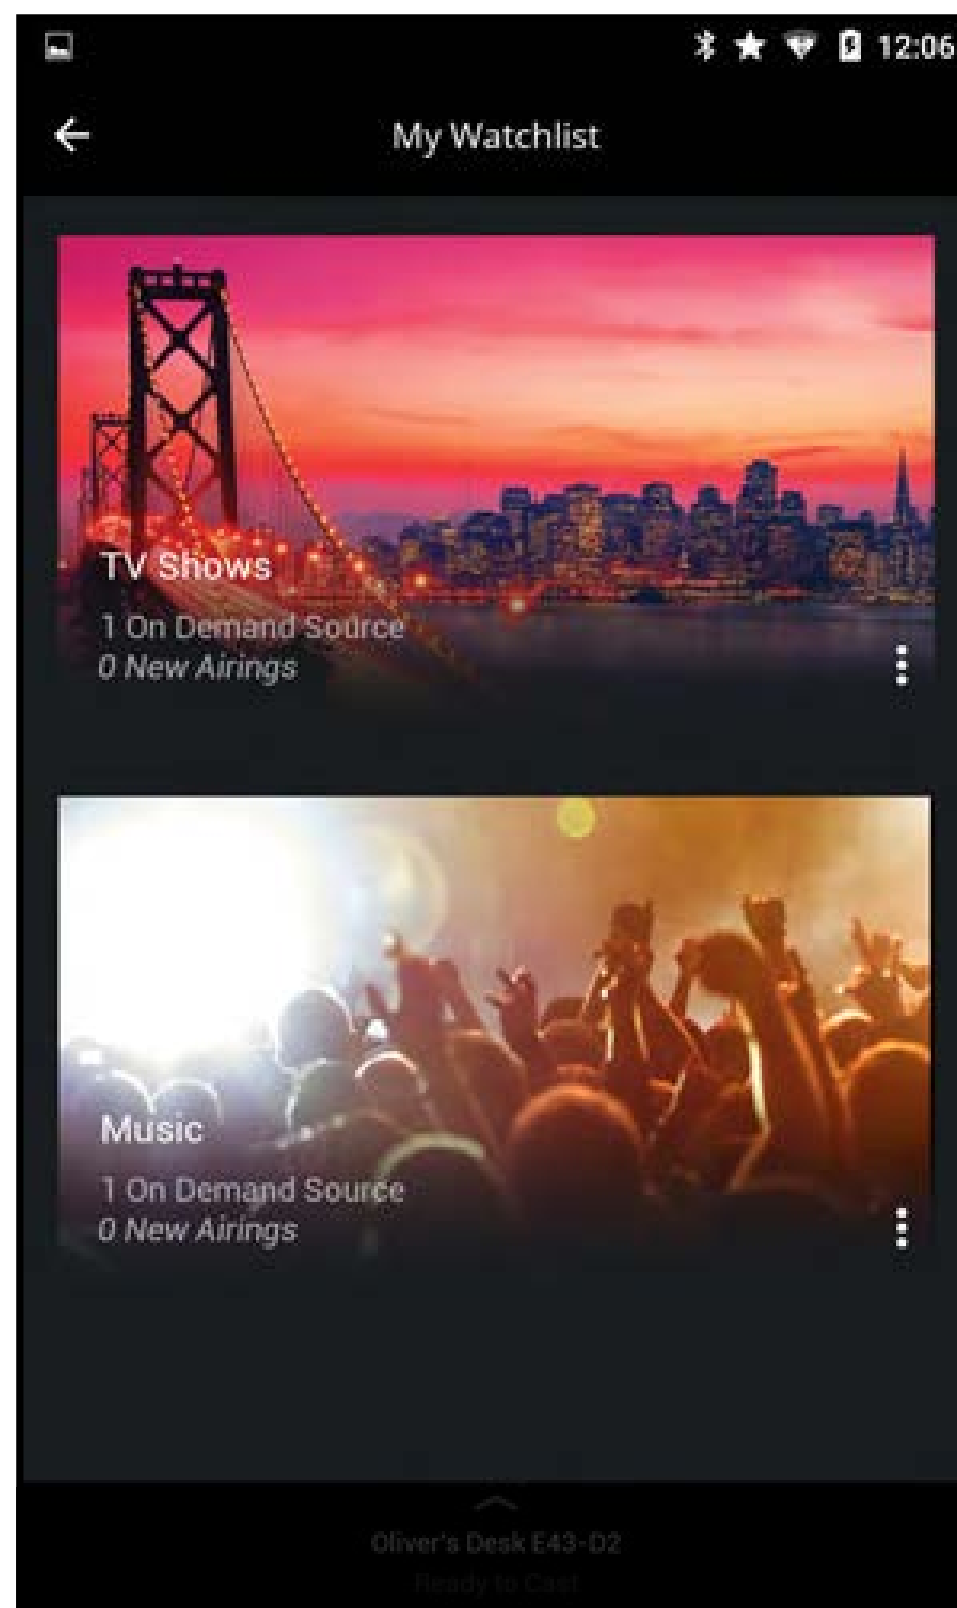 12:06
My Watchlist
TV Shows
1 On Demand Source
0 New Airings
Music
1 On Demand Source
0 New Airings
Oliver's Desk E43-D2
Ready to Cast